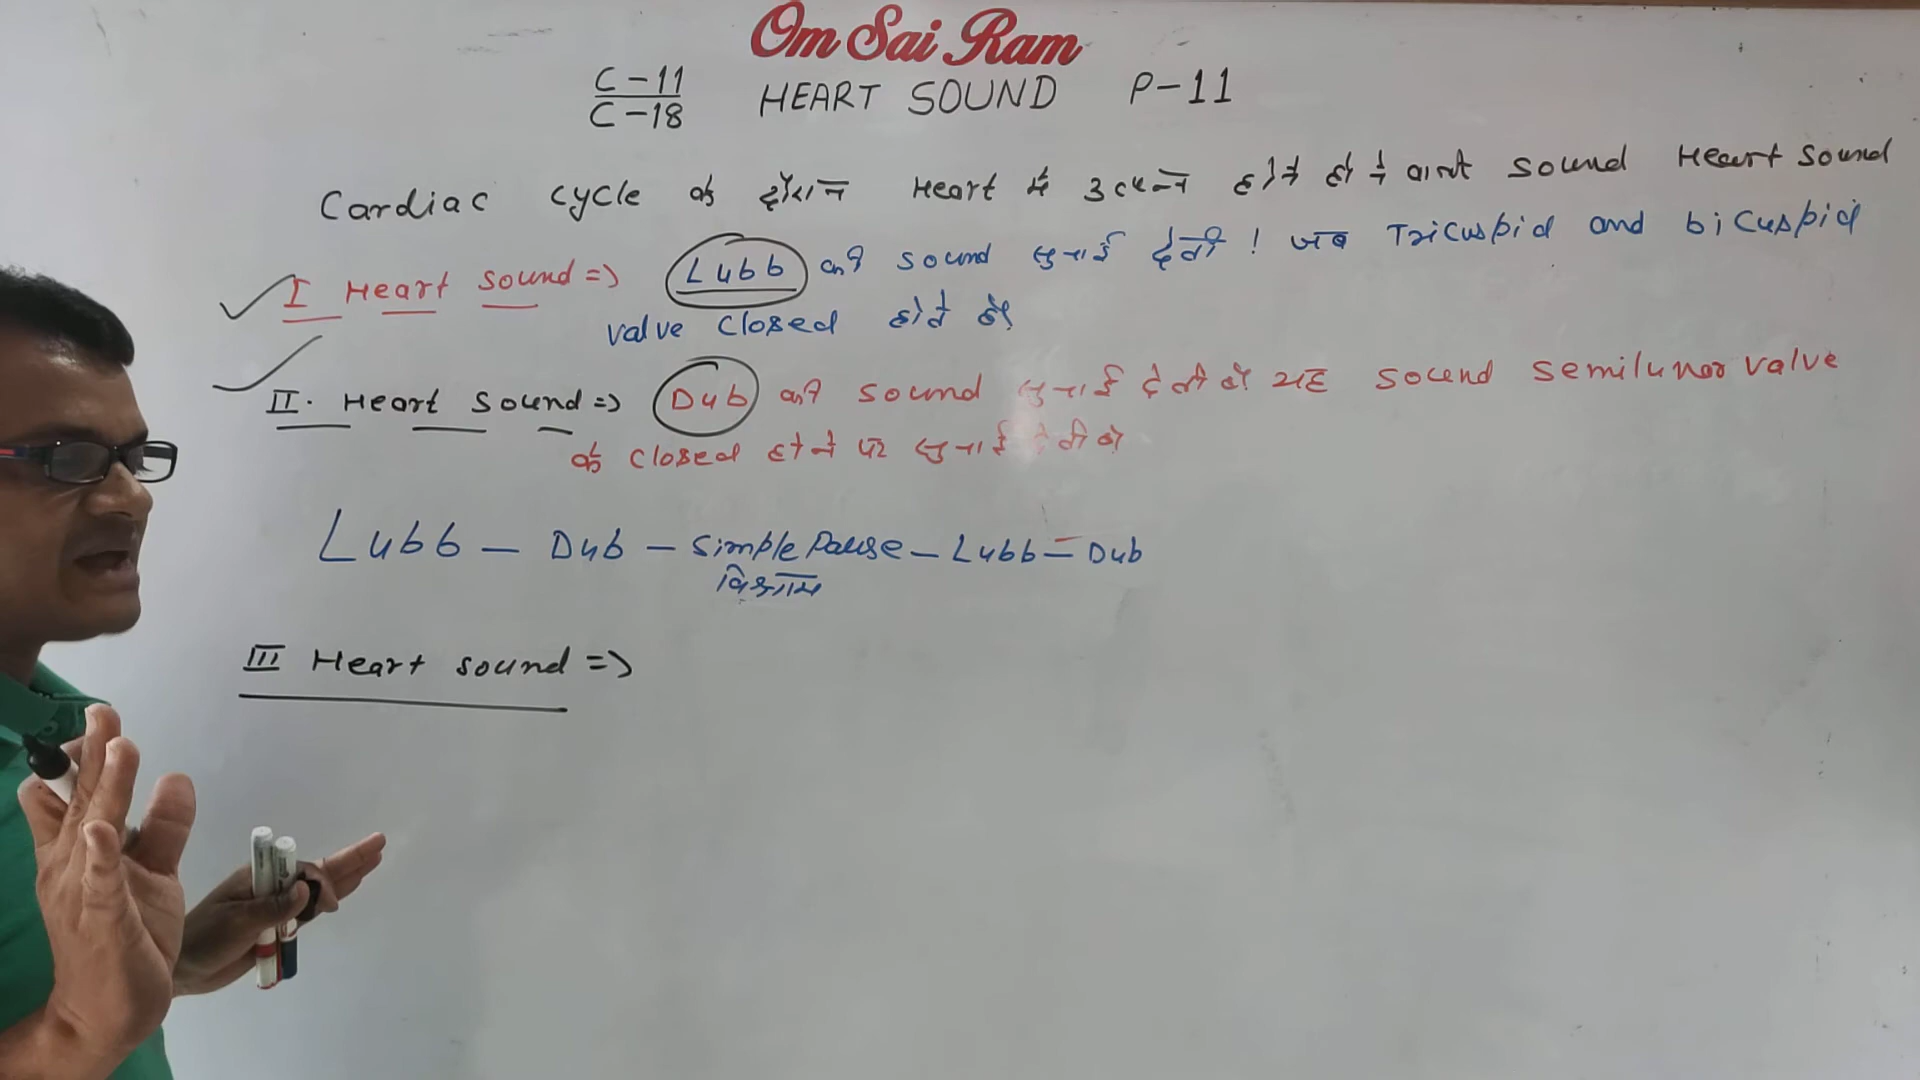 Om Sai Ram
C-11
C-18
HEART SOUND P-11
Cardiac cycle के दौरान Heart में उत्पन्न होने वाली sound Heart sound
I Heart sound => Lubb की sound सुनाई देती ! जब Tricuspid and bicuspid
valve closed होते है
II. Heart sound => Dub की sound सुनाई देती है यह sound semilunar valve
के closed होने पर सुनाई देती है
Lubb - Dub - Simple Pause - Lubb - Dub
विश्राम
III Heart sound =>